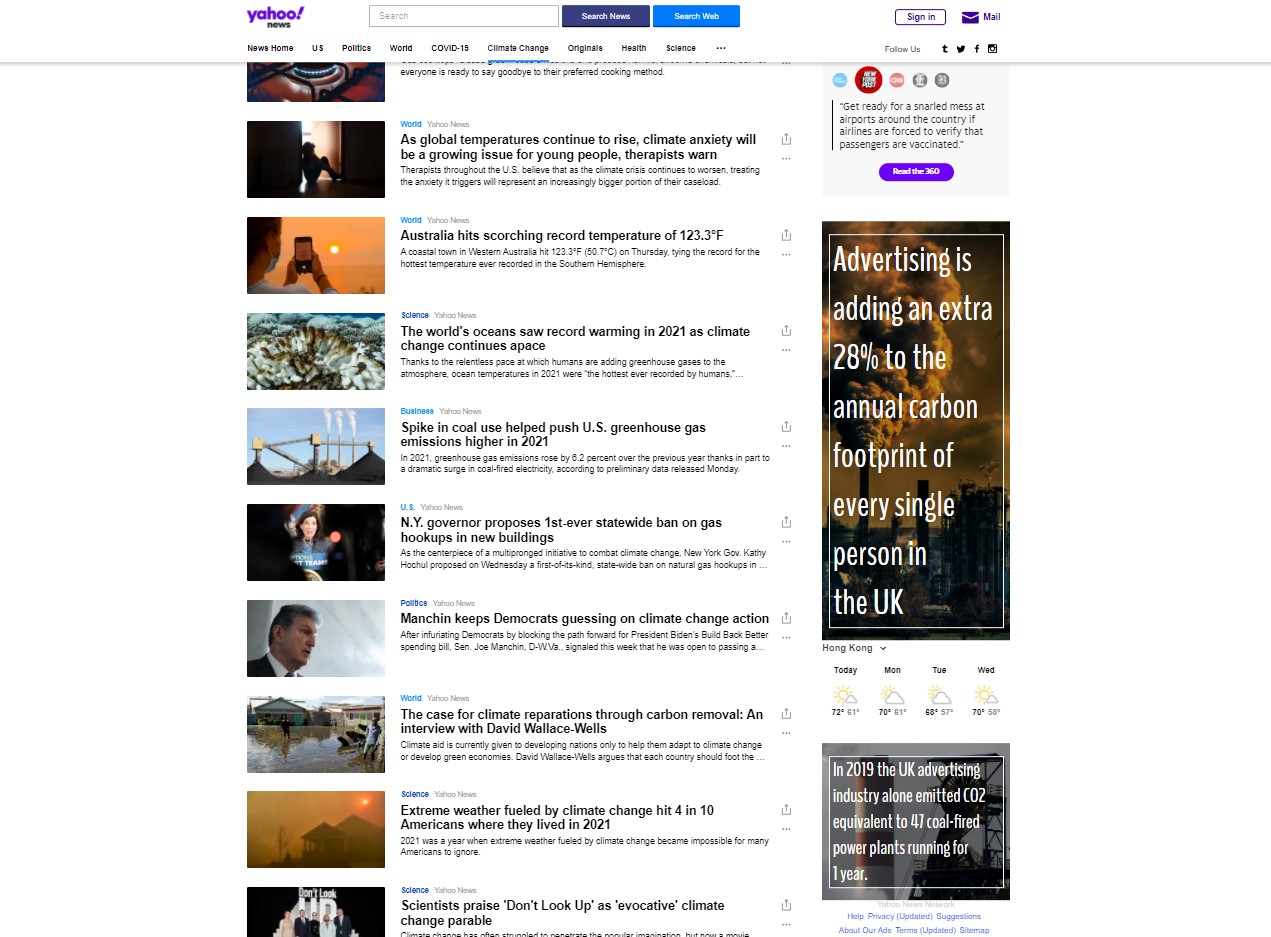 yahoo!
news
Search
Search News
Search Web
Sign in
Mail
News Home US Politics World COVID-19 Climate Change Originals Health Science ...
Follow Us
everyone is ready to say goodbye to their preferred cooking method.
World Yahoo News
As global temperatures continue to rise, climate anxiety will
be a growing issue for young people, therapists warn
Therapists throughout the U.S. believe that as the climate crisis continues to worsen, treating
the anxiety it triggers will represent an increasingly bigger portion of their caseload.
World Yahoo News
Australia hits scorching record temperature of 123.3°F
A coastal town in Western Australia hit 123.3°F (50.7°C) on Thursday, tying the record for the
hottest temperature ever recorded in the Southern Hemisphere.
Science Yahoo News
The world's oceans saw record warming in 2021 as climate
change continues apace
Thanks to the relentless pace at which humans are adding greenhouse gases to the
atmosphere, ocean temperatures in 2021 were “the hottest ever recorded by humans,”...
Business Yahoo News
Spike in coal use helped push U.S. greenhouse gas
emissions higher in 2021
In 2021, greenhouse gas emissions rose by 6.2 percent over the previous year thanks in part to
a dramatic surge in coal-fired electricity, according to preliminary data released Monday.
U.S. Yahoo News
N.Y. governor proposes 1st-ever statewide ban on gas
hookups in new buildings
As the centerpiece of a multipronged initiative to combat climate change, New York Gov. Kathy
Hochul proposed on Wednesday a first-of-its-kind, state-wide ban on natural gas hookups in ...
Politics Yahoo News
Manchin keeps Democrats guessing on climate change action
After infuriating Democrats by blocking the path forward for President Biden's Build Back Better
spending bill, Sen. Joe Manchin, D-W.Va., signaled this week that he was open to passing a...
World Yahoo News
The case for climate reparations through carbon removal: An
interview with David Wallace-Wells
Climate aid is currently given to developing nations only to help them adapt to climate change
or develop green economies. David Wallace-Wells argues that each country should foot the ...
Science Yahoo News
Extreme weather fueled by climate change hit 4 in 10
Americans where they lived in 2021
2021 was a year when extreme weather fueled by climate change became impossible for many
Americans to ignore.
Don't Look
UP
Science Yahoo News
Scientists praise 'Don't Look Up' as 'evocative' climate
change parable
Climate change has often struggled to penetrate the popular imagination, but now a movie
NEW YORK POST
CNN
“Get ready for a snarled mess at
airports around the country if
airlines are forced to verify that
passengers are vaccinated.”
Read the 360
Advertising is
adding an extra
28% to the
annual carbon
footprint of
every single
person in
the UK
Hong Kong
Today Mon Tue Wed
72° 61° 70° 61° 68° 57° 70° 58°
In 2019 the UK advertising
industry alone emitted CO2
equivalent to 47 coal-fired
power plants running for
1 year.
Yahoo News Network
Help Privacy (Updated) Suggestions
About Our Ads Terms (Updated) Sitemap